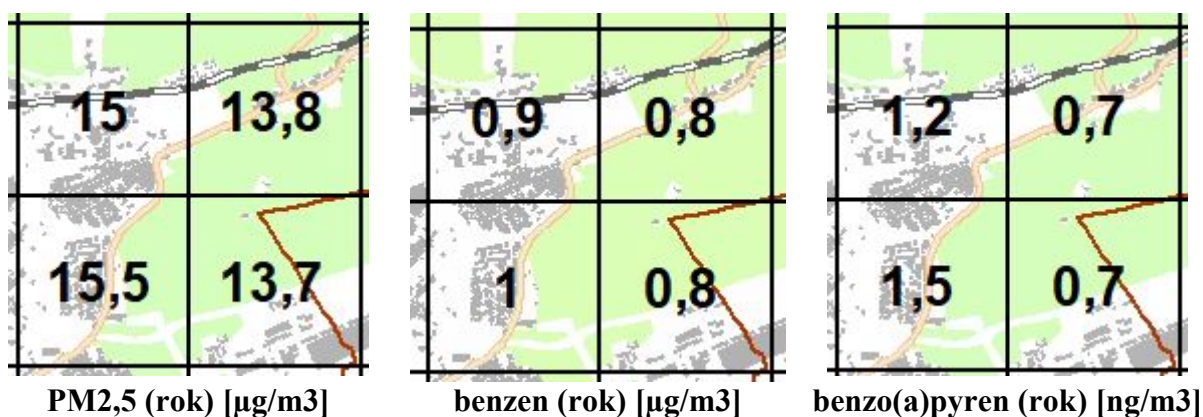 15 13,8 0,9 0,8 1,2 0,7
15,5 13,7 1 0,8 1,5 0,7
PM2,5 (rok) [µg/m3] benzen (rok) [µg/m3] benzo(a)pyren (rok) [ng/m3]